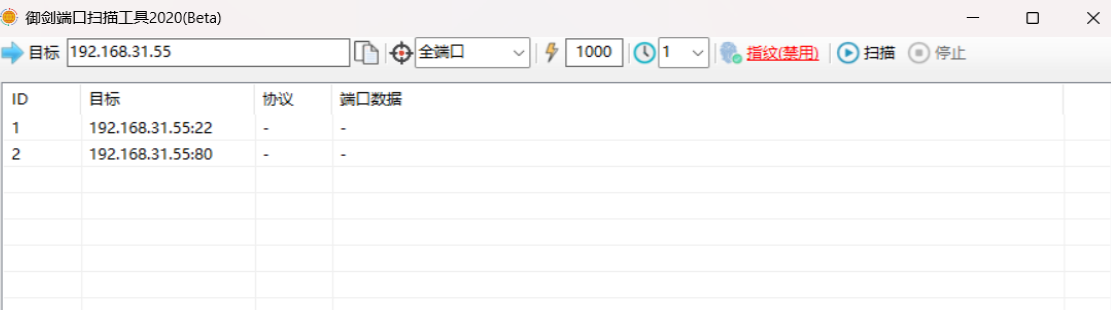 御剑端口扫描工具2020(Beta)
目标 192.168.31.55 全端口 1000 1 指纹(禁用) 扫描 停止
ID 目标 协议 端口数据
1 192.168.31.55:22 - -
2 192.168.31.55:80 - -